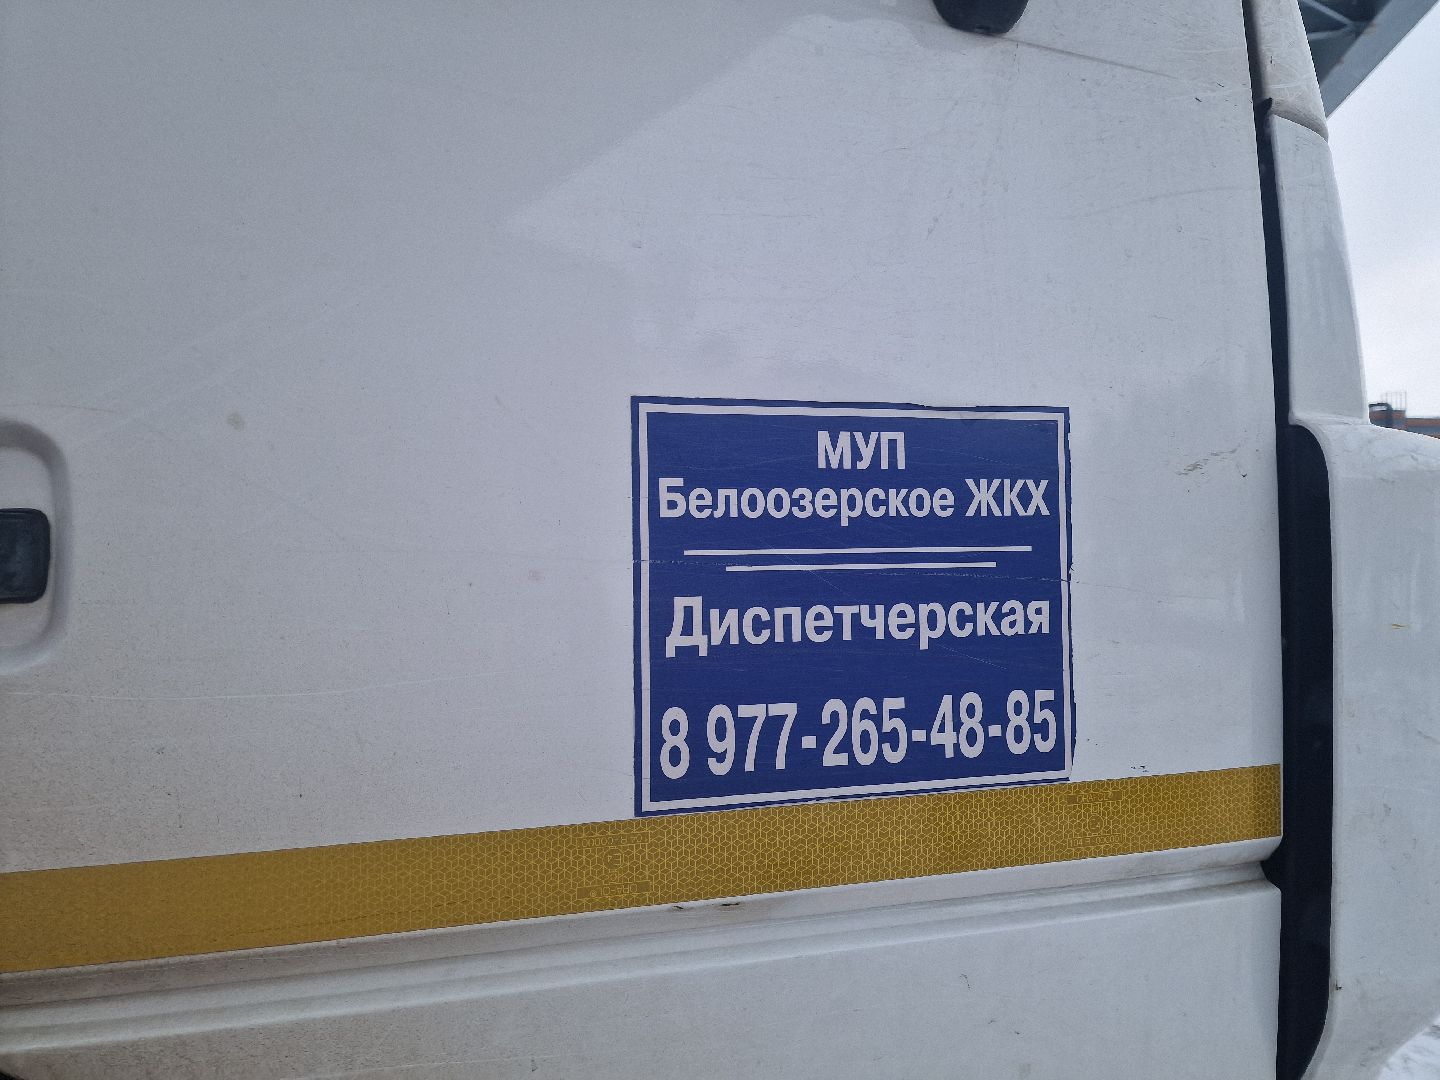 МУП
Белоозерское ЖКХ
Диспетчерская
8 977-265-48-85